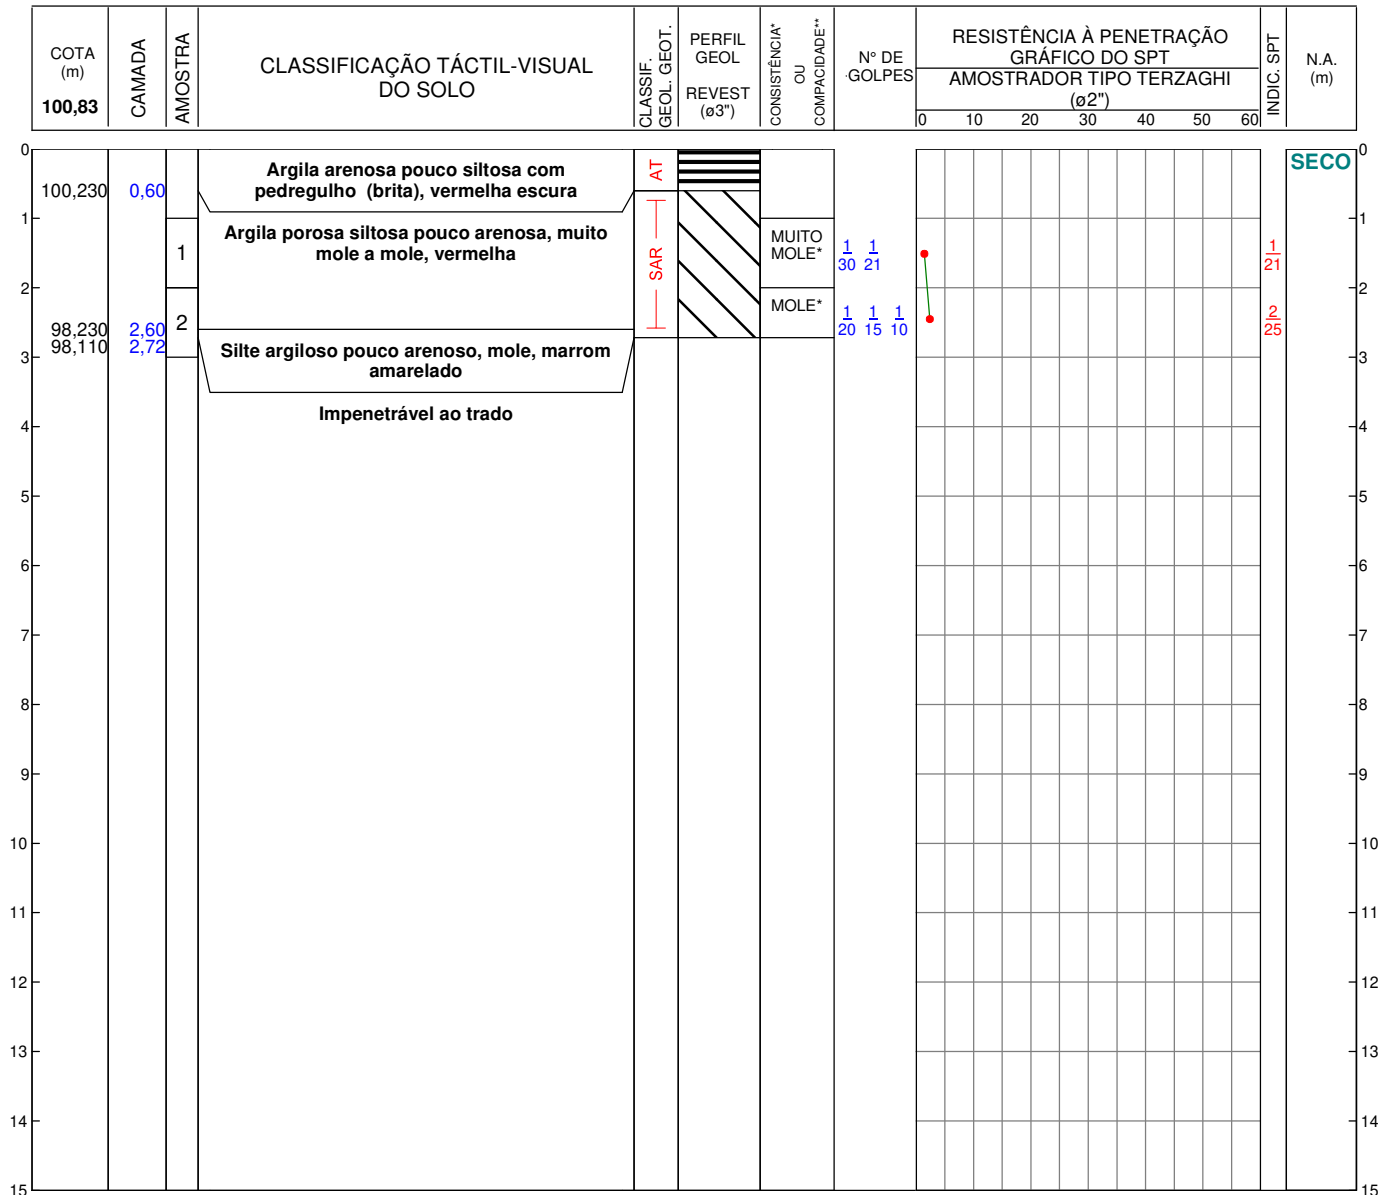 COTA
(m)
100,83
CAMADA
AMOSTRA
CLASSIFICAÇÃO TÁCTIL-VISUAL
DO SOLO
CLASSIF.
GEOL. GEOT.
PERFIL
GEOL
REVEST
(ø3")
CONSISTÊNCIA*
OU
COMPACIDADE**
Nº DE
GOLPES
RESISTÊNCIA À PENETRAÇÃO
GRÁFICO DO SPT
AMOSTRADOR TIPO TERZAGHI
(ø2")
0 10 20 30 40 50 60
INDIC. SPT
N.A.
(m)
0
Argila arenosa pouco siltosa com
pedregulho (brita), vermelha escura
100,230 0,60
AT
SECO
0
1
1
Argila porosa siltosa pouco arenosa, muito
mole a mole, vermelha
1
SAR
MUITO
MOLE*
1 1
30 21
1
21
2
2
MOLE*
2
98,230 2,60
98,110 2,72
1 1 1
20 15 10
2
25
3
3
Silte argiloso pouco arenoso, mole, marrom
amarelado
Impenetrável ao trado
4
4
5
5
6
6
7
7
8
8
9
9
10
10
11
11
12
12
13
13
14
14
15
15